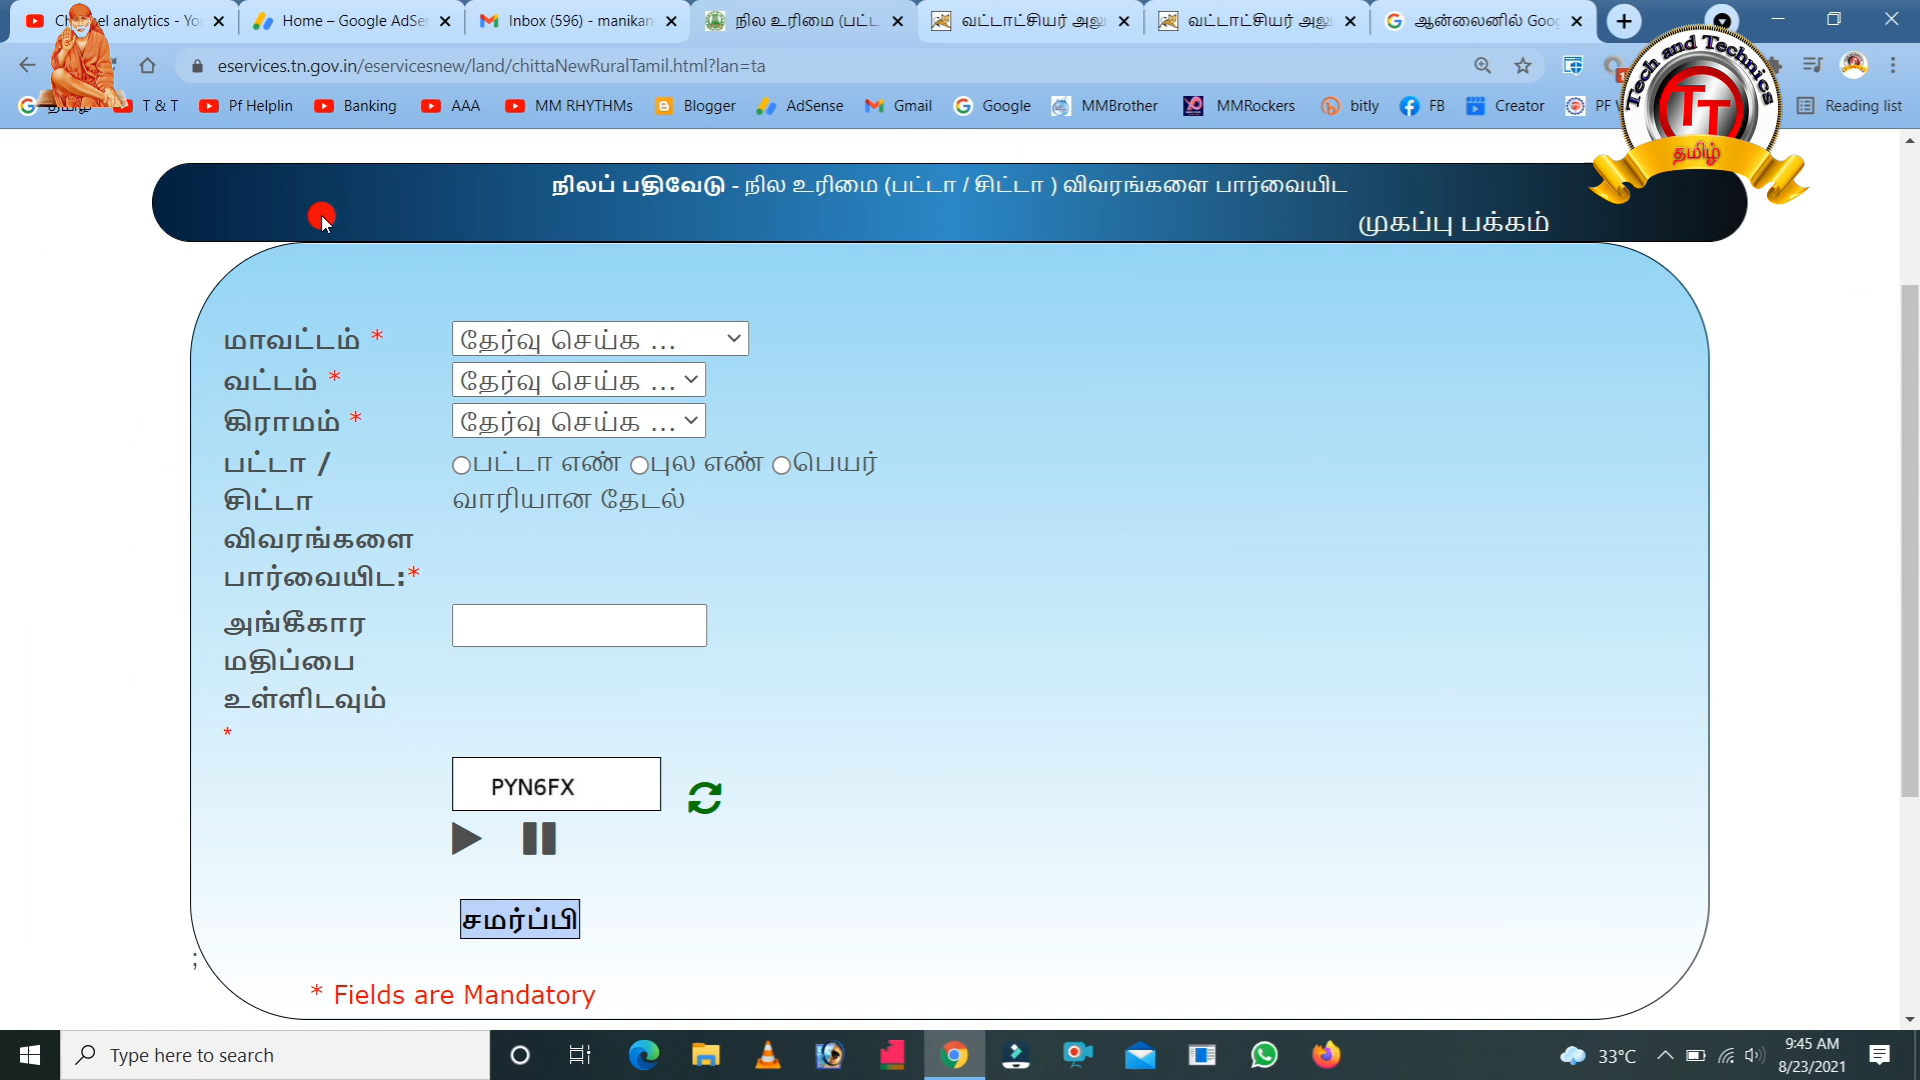 Channel analytics - Yo
Home – Google AdSe
Inbox (596) - manikan
நில உரிமை (பட்ட
வட்டாட்சியர் அலு
வட்டாட்சியர் அலு
ஆன்லைனில் Goo
eservices.tn.gov.in/eservicesnew/land/chittaNewRuralTamil.html?lan=ta
தமிழ் T & T Pf Helplin Banking AAA MM RHYTHMs Blogger AdSense Gmail Google MMBrother MMRockers bitly FB Creator PF Reading list
Tech and Technics
TT
தமிழ்
நிலப் பதிவேடு - நில உரிமை (பட்டா / சிட்டா ) விவரங்களை பார்வையிட
முகப்பு பக்கம்
மாவட்டம் * தேர்வு செய்க ...
வட்டம் * தேர்வு செய்க ...
கிராமம் * தேர்வு செய்க ...
பட்டா / பட்டா எண் புல எண் பெயர்
சிட்டா வாரியான தேடல்
விவரங்களை
பார்வையிட:*
அங்கீகார
மதிப்பை
உள்ளிடவும்
*
PYN6FX
சமர்ப்பி
;
* Fields are Mandatory
Type here to search
33°C
9:45 AM
8/23/2021